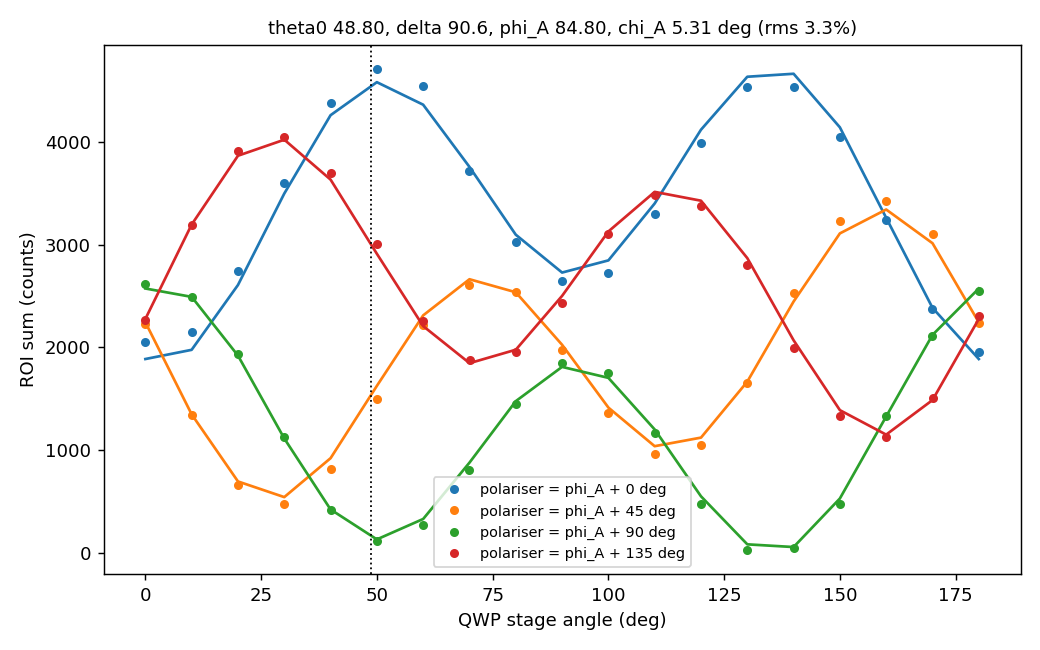 theta0 48.80, delta 90.6, phi_A 84.80, chi_A 5.31 deg (rms 3.3%)
ROI sum (counts)
4000
3000
2000
1000
0
polariser = phi_A + 0 deg
polariser = phi_A + 45 deg
polariser = phi_A + 90 deg
polariser = phi_A + 135 deg
0 25 50 75 100 125 150 175
QWP stage angle (deg)